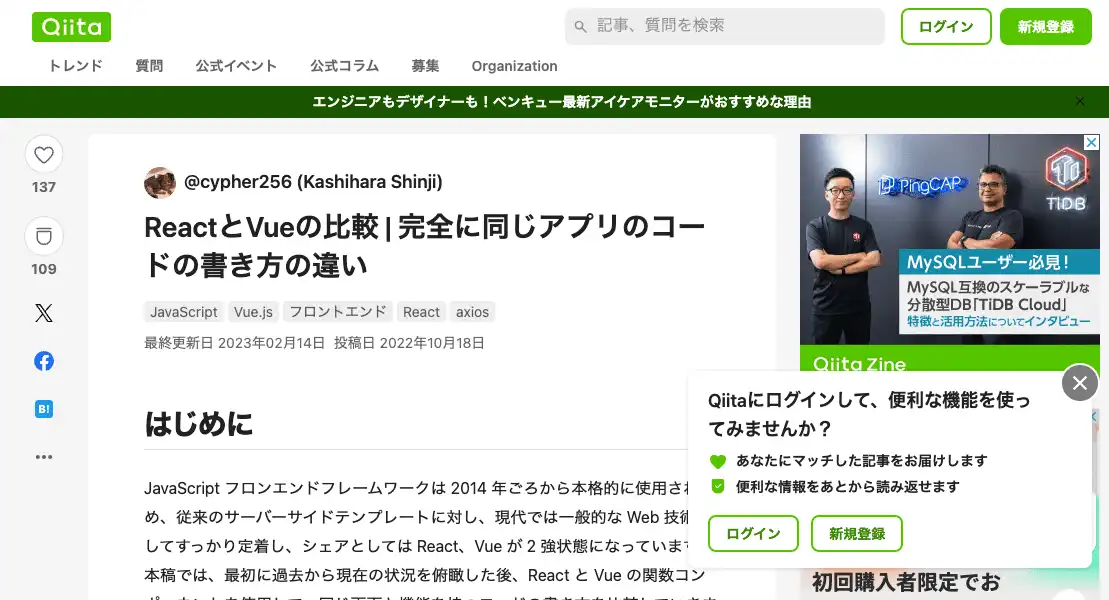 Qiita
記事、質問を検索
ログイン
新規登録
トレンド 質問 公式イベント 公式コラム 募集 Organization
エンジニアもデザイナーも！ベンキュー最新アイケアモニターがおすすめな理由
137
109
B!
@cypher256 (Kashihara Shinji)
ReactとVueの比較 | 完全に同じアプリのコー
ドの書き方の違い
JavaScript Vue.js フロントエンド React axios
最終更新日 2023年02月14日 投稿日 2022年10月18日
はじめに
JavaScript フロンエンドフレームワークは 2014 年ごろから本格的に使用され
め、従来のサーバーサイドテンプレートに対し、現代では一般的な Web 技術
してすっかり定着し、シェアとしては React、Vue が 2 強状態になっています
本稿では、最初に過去から現在の状況を俯瞰した後、React と Vue の関数コン
PingCAP
TiDB
MySQLユーザー必見！
MySQL互換のスケーラブルな
分散型DB「TiDB Cloud」
特徴と活用方法についてインタビュー
Qiita Zine
Qiitaにログインして、便利な機能を使っ
てみませんか？
あなたにマッチした記事をお届けします
便利な情報をあとから読み返せます
ログイン
新規登録
初回購入者限定でお